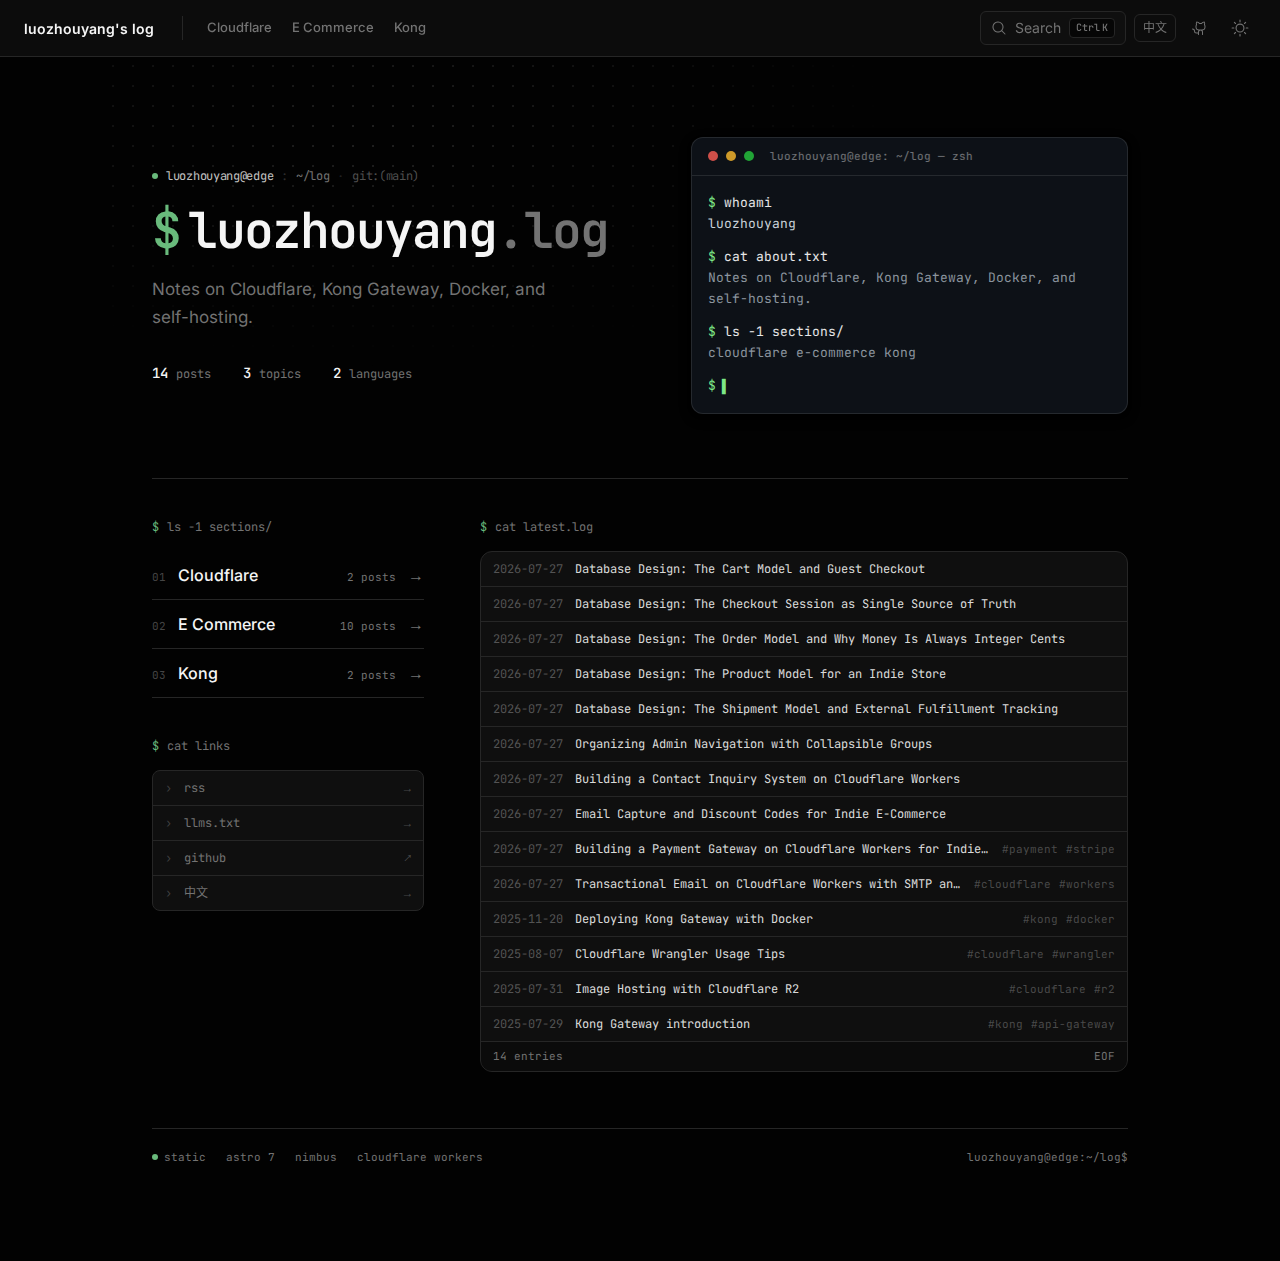 luozhouyang's log
Cloudflare
E Commerce
Kong
Search
Ctrl K
中文
luozhouyang@edge : ~/log · git:(main)
$luozhouyang.log
Notes on Cloudflare, Kong Gateway, Docker, and
self-hosting.
14 posts
3 topics
2 languages
luozhouyang@edge: ~/log — zsh
$ whoami
luozhouyang
$ cat about.txt
Notes on Cloudflare, Kong Gateway, Docker, and
self-hosting.
$ ls -1 sections/
cloudflare e-commerce kong
$
$ ls -1 sections/
01 Cloudflare 2 posts →
02 E Commerce 10 posts →
03 Kong 2 posts →
$ cat links
› rss →
› llms.txt →
› github ↗
› 中文 →
$ cat latest.log
2026-07-27 Database Design: The Cart Model and Guest Checkout
2026-07-27 Database Design: The Checkout Session as Single Source of Truth
2026-07-27 Database Design: The Order Model and Why Money Is Always Integer Cents
2026-07-27 Database Design: The Product Model for an Indie Store
2026-07-27 Database Design: The Shipment Model and External Fulfillment Tracking
2026-07-27 Organizing Admin Navigation with Collapsible Groups
2026-07-27 Building a Contact Inquiry System on Cloudflare Workers
2026-07-27 Email Capture and Discount Codes for Indie E-Commerce
2026-07-27 Building a Payment Gateway on Cloudflare Workers for Indie… #payment #stripe
2026-07-27 Transactional Email on Cloudflare Workers with SMTP an… #cloudflare #workers
2025-11-20 Deploying Kong Gateway with Docker #kong #docker
2025-08-07 Cloudflare Wrangler Usage Tips #cloudflare #wrangler
2025-07-31 Image Hosting with Cloudflare R2 #cloudflare #r2
2025-07-29 Kong Gateway introduction #kong #api-gateway
14 entries EOF
static astro 7 nimbus cloudflare workers
luozhouyang@edge:~/log$